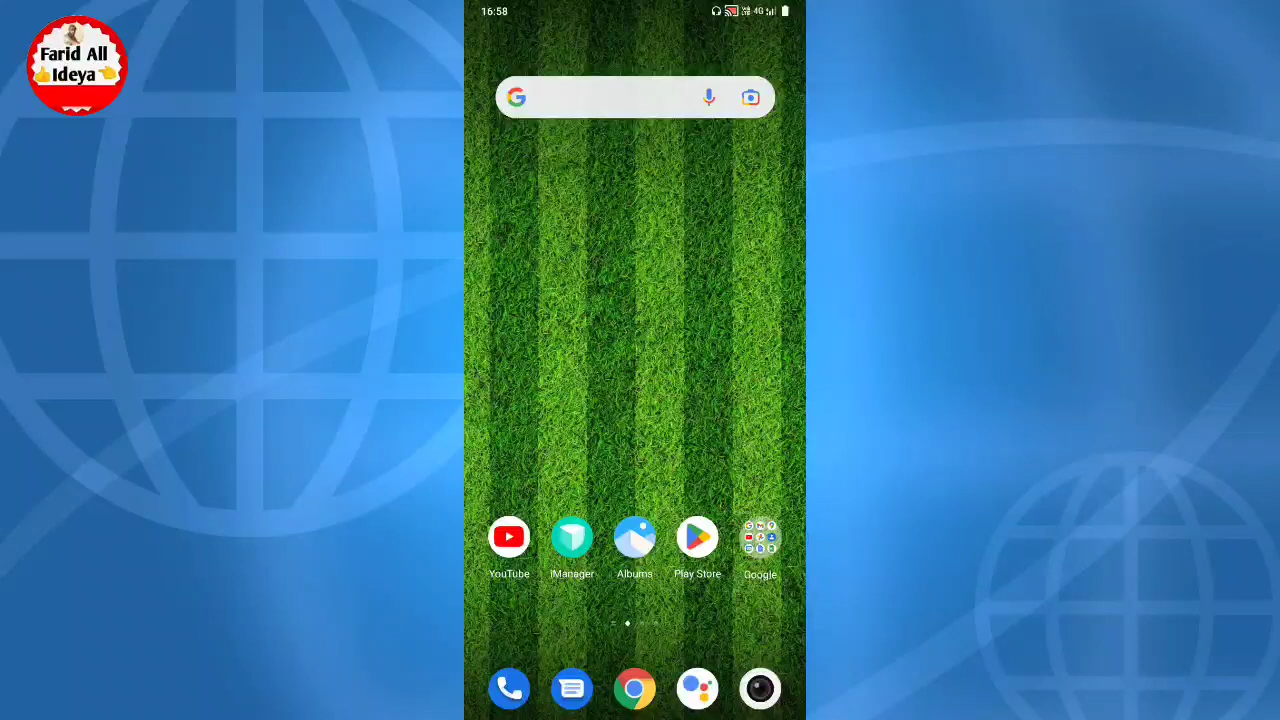 16:58
4G
Farid All
Ideya
YouTube
iManager
Albums
Play Store
Google